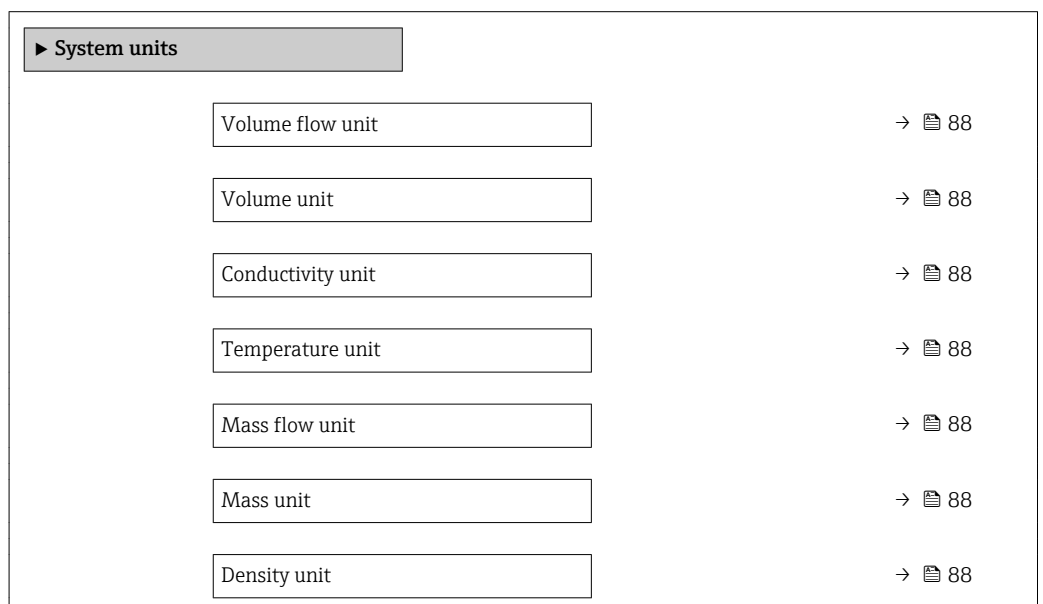 ▶ System units
Volume flow unit → 88
Volume unit → 88
Conductivity unit → 88
Temperature unit → 88
Mass flow unit → 88
Mass unit → 88
Density unit → 88